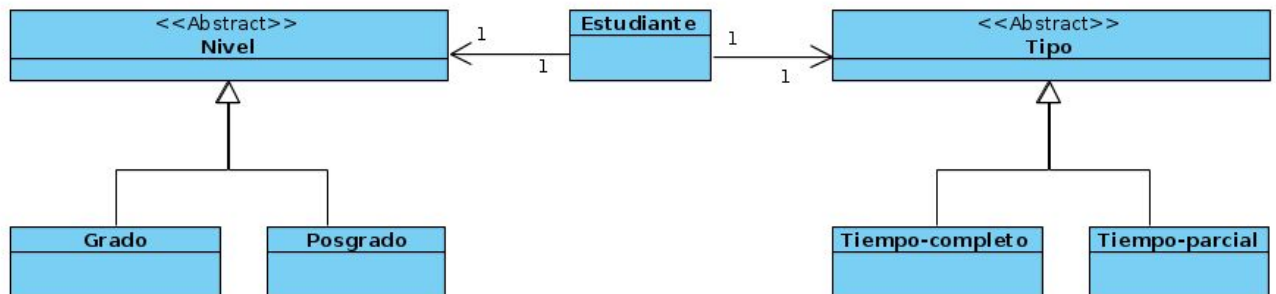 <<Abstract>>
Nivel
1
1
Estudiante
1
1
<<Abstract>>
Tipo
Grado
Posgrado
Tiempo-completo
Tiempo-parcial